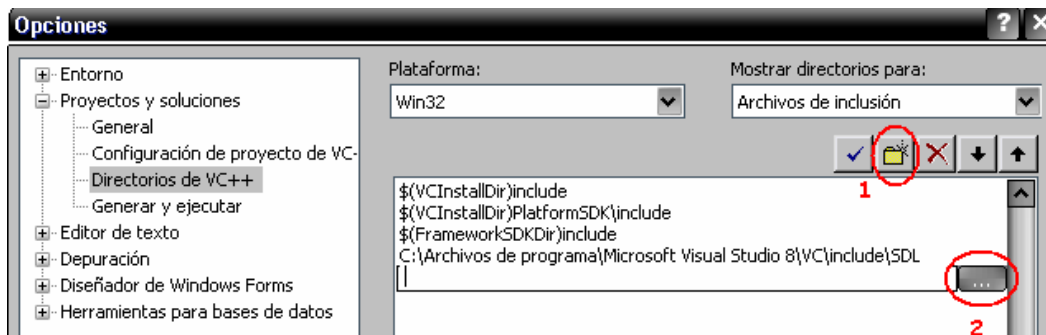 Opciones
Entorno
Proyectos y soluciones
General
Configuración de proyecto de VC-
Directorios de VC++
Generar y ejecutar
Editor de texto
Depuración
Diseñador de Windows Forms
Herramientas para bases de datos
Plataforma:
Win32
Mostrar directorios para:
Archivos de inclusión
1
$(VCInstallDir)include
$(VCInstallDir)PlatformSDK\include
$(FrameworkSDKDir)include
C:\Archivos de programa\Microsoft Visual Studio 8\VC\include\SDL
...
2